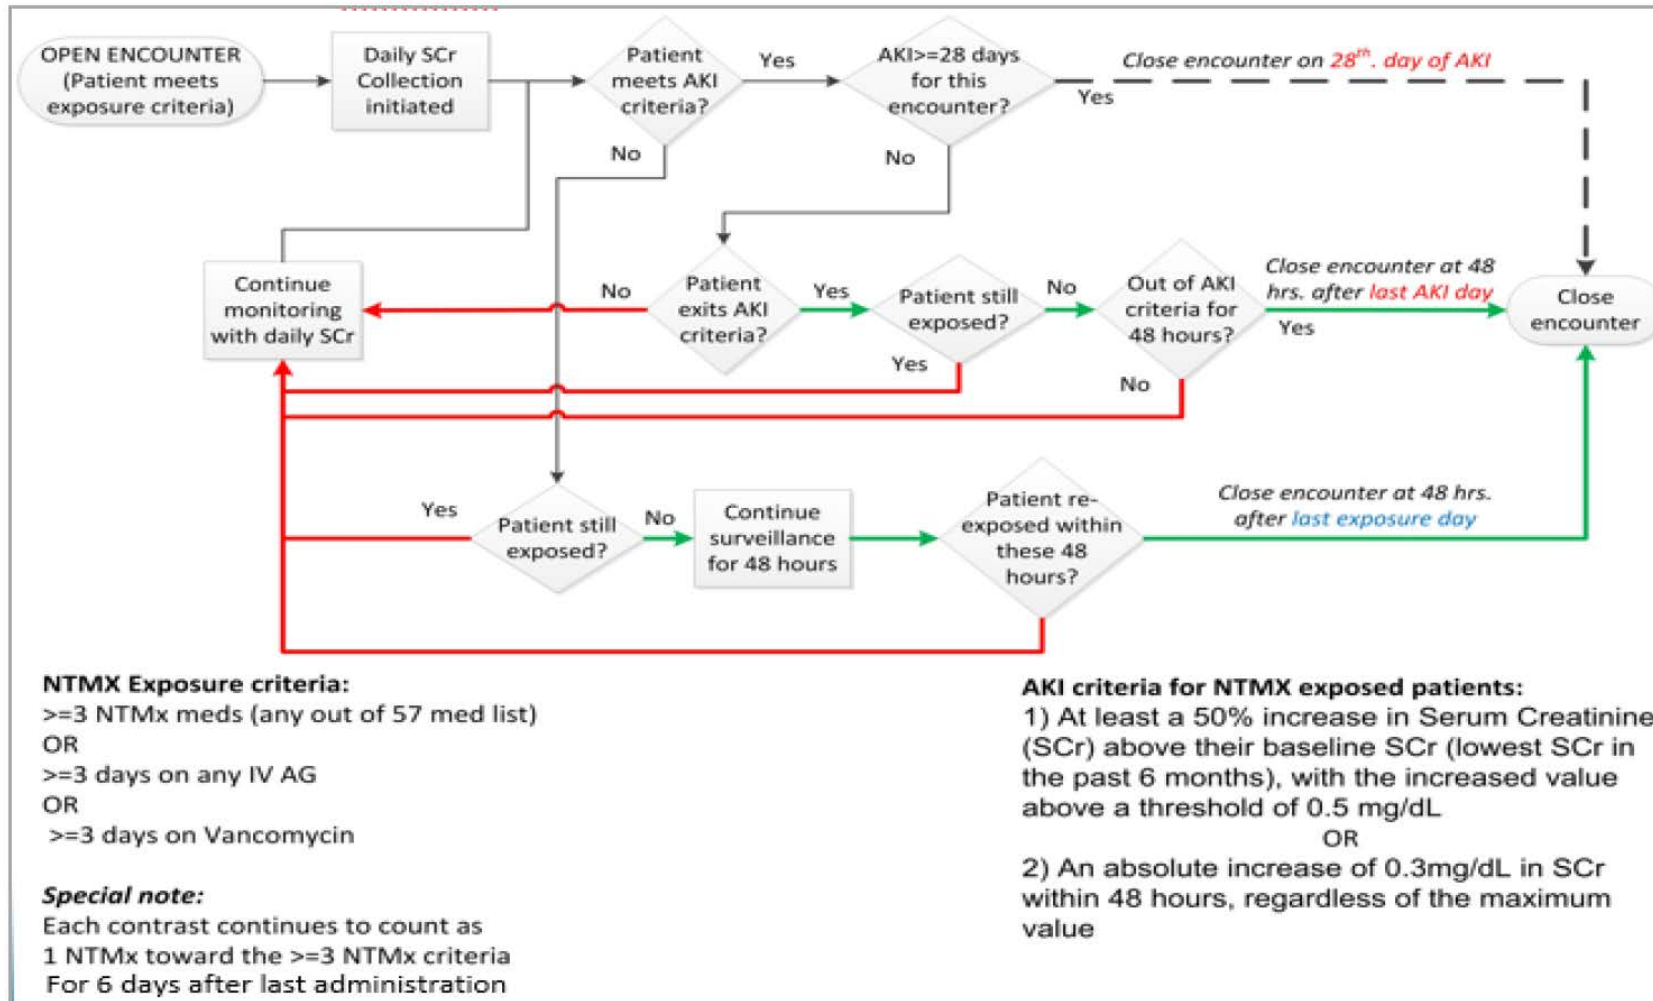 OPEN ENCOUNTER
(Patient meets
exposure criteria)
Daily SCr
Collection
initiated
Patient
meets AKI
criteria?
Yes
No
AKI>=28 days
for this
encounter?
Yes
No
Close encounter on 28th. day of AKI
Continue
monitoring
with daily SCr
No
Patient
exits AKI
criteria?
Yes
Patient still
exposed?
No
Yes
Out of AKI
criteria for
48 hours?
No
Close encounter at 48
hrs. after last AKI day
Yes
Close
encounter
Yes
Patient still
exposed?
No
Continue
surveillance
for 48 hours
Patient re-
exposed within
these 48
hours?
Close encounter at 48 hrs.
after last exposure day
NTMX Exposure criteria:
>=3 NTMx meds (any out of 57 med list)
OR
>=3 days on any IV AG
OR
>=3 days on Vancomycin
Special note:
Each contrast continues to count as
1 NTMx toward the >=3 NTMx criteria
For 6 days after last administration
AKI criteria for NTMX exposed patients:
1) At least a 50% increase in Serum Creatinine
(SCr) above their baseline SCr (lowest SCr in
the past 6 months), with the increased value
above a threshold of 0.5 mg/dL
OR
2) An absolute increase of 0.3mg/dL in SCr
within 48 hours, regardless of the maximum
value